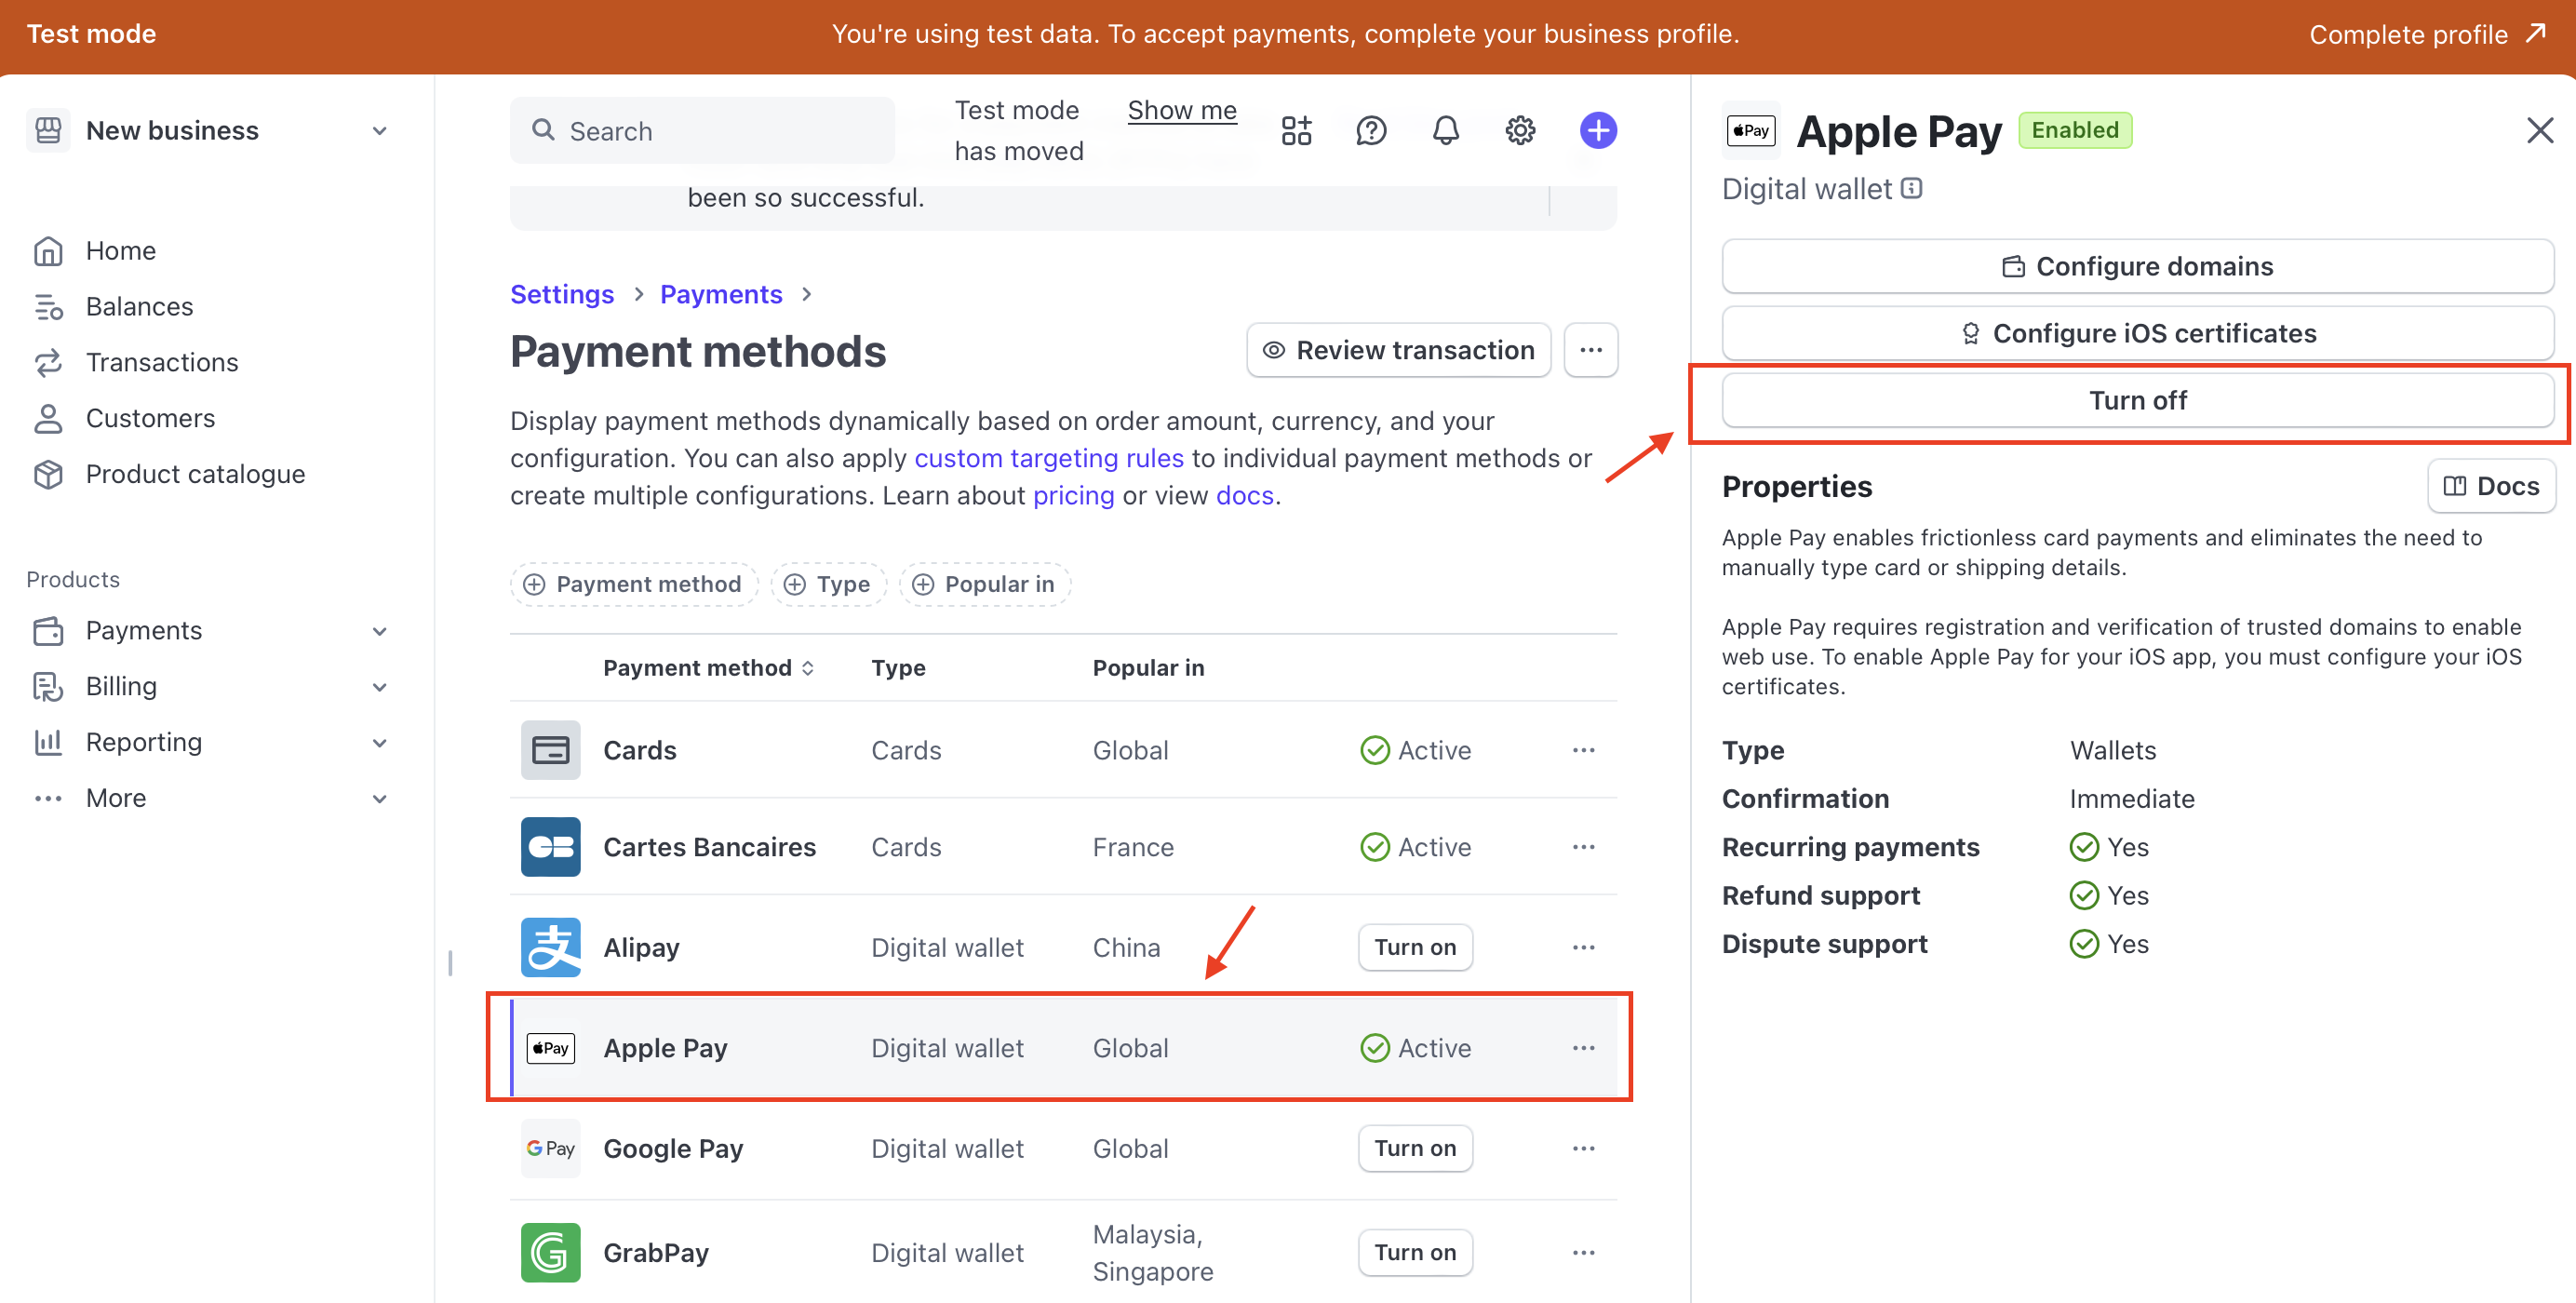 Test mode
You're using test data. To accept payments, complete your business profile.
Complete profile
New business
Home
Balances
Transactions
Customers
Product catalogue
Products
Payments
Billing
Reporting
More
Search
Test mode
has moved
Show me
been so successful.
Settings
Payments
Payment methods
Review transaction
Display payment methods dynamically based on order amount, currency, and your
configuration. You can also apply custom targeting rules to individual payment methods or
create multiple configurations. Learn about pricing or view docs.
Payment method
Type
Popular in
Payment method Type Popular in
Cards Cards Global Active
Cartes Bancaires Cards France Active
支 Alipay Digital wallet China Turn on
Pay Apple Pay Digital wallet Global Active
G Pay Google Pay Digital wallet Global Turn on
GrabPay Digital wallet Malaysia, Turn on
Singapore
Pay Apple Pay Enabled
Digital wallet
Configure domains
Configure iOS certificates
Turn off
Properties
Docs
Apple Pay enables frictionless card payments and eliminates the need to
manually type card or shipping details.
Apple Pay requires registration and verification of trusted domains to enable
web use. To enable Apple Pay for your iOS app, you must configure your iOS
certificates.
Type Wallets
Confirmation Immediate
Recurring payments Yes
Refund support Yes
Dispute support Yes